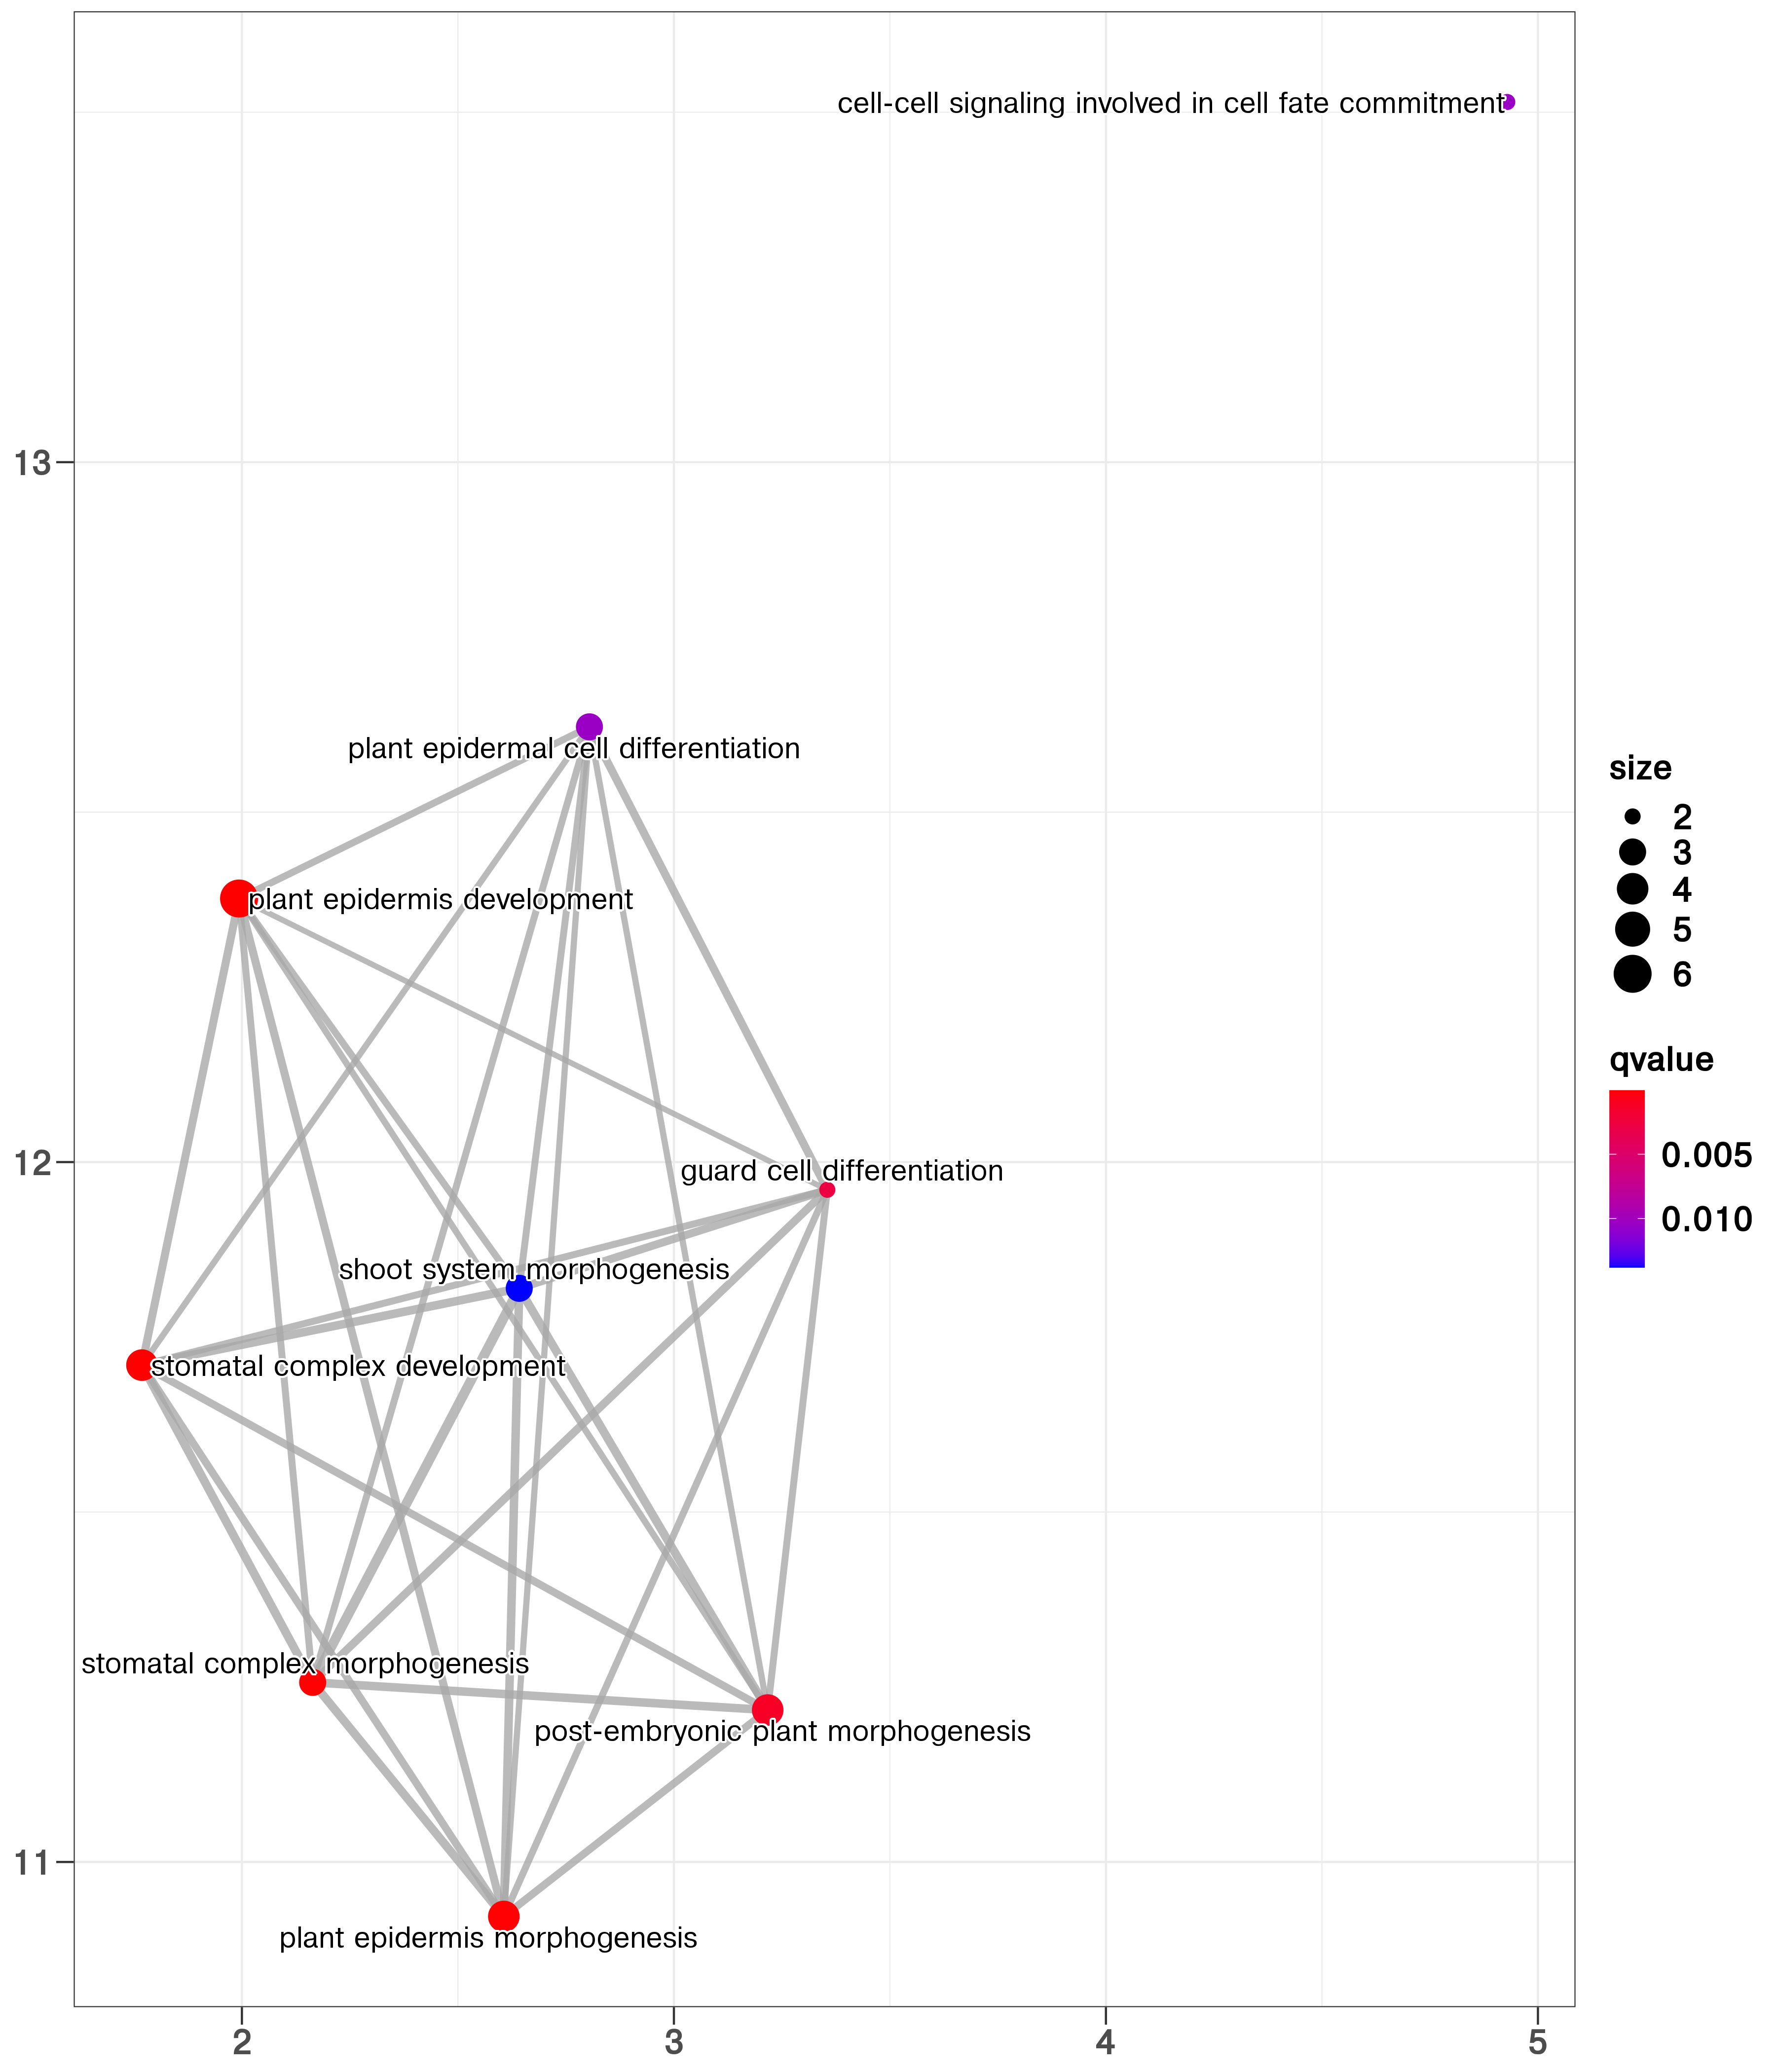 cell-cell signaling involved in cell fate commitment
13
plant epidermal cell differentiation
plant epidermis development
12
guard cell differentiation
shoot system morphogenesis
stomatal complex development
stomatal complex morphogenesis
post-embryonic plant morphogenesis
11
plant epidermis morphogenesis
2
3
4
5
size
2
3
4
5
6
qvalue
0.005
0.010